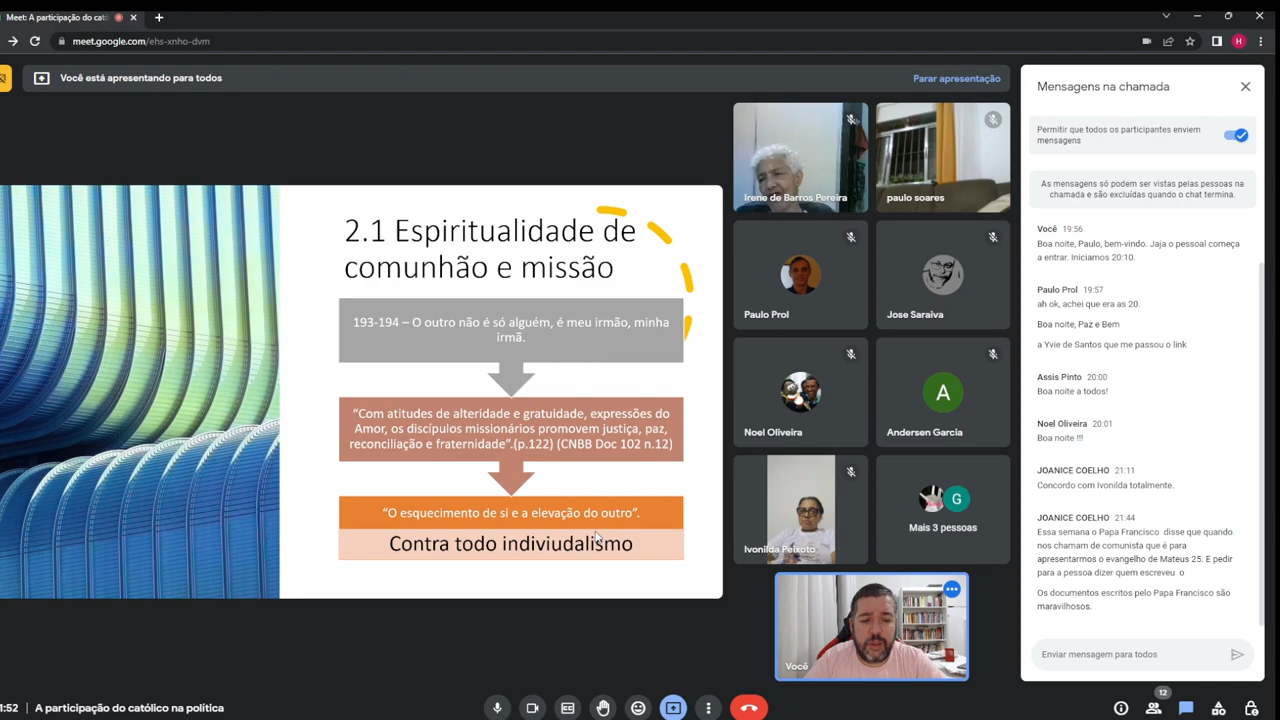 Meet: A participação do cató
meet.google.com/ehs-xnho-dvm
H
Você está apresentando para todos
Parar apresentação
2.1 Espiritualidade de
comunhão e missão
193-194 – O outro não é só alguém, é meu irmão, minha
irmã.
“Com atitudes de alteridade e gratuidade, expressões do
Amor, os discípulos missionários promovem justiça, paz,
reconciliação e fraternidade”.(p.122) (CNBB Doc 102 n.12)
“O esquecimento de si e a elevação do outro”.
Contra todo indiviudalismo
Irene de Barros Pereira
paulo soares
Paulo Prol
Jose Saraiva
Noel Oliveira
A
Andersen Garcia
Ivonilda Peixoto
G
Mais 3 pessoas
Você
Mensagens na chamada
Permitir que todos os participantes enviem
mensagens
As mensagens só podem ser vistas pelas pessoas na
chamada e são excluídas quando o chat termina.
Você 19:56
Boa noite, Paulo, bem-vindo. Jaja o pessoal começa
a entrar. Iniciamos 20:10.
Paulo Prol 19:57
ah ok, achei que era as 20.
Boa noite, Paz e Bem
a Yvie de Santos que me passou o link
Assis Pinto 20:00
Boa noite a todos!
Noel Oliveira 20:01
Boa noite !!!
JOANICE COELHO 21:11
Concordo com Ivonilda totalmente.
JOANICE COELHO 21:44
Essa semana o Papa Francisco disse que quando
nos chamam de comunista que é para
apresentarmos o evangelho de Mateus 25. E pedir
para a pessoa dizer quem escreveu o
Os documentos escritos pelo Papa Francisco são
maravilhosos.
Enviar mensagem para todos
1:52 | A participação do católico na política
12